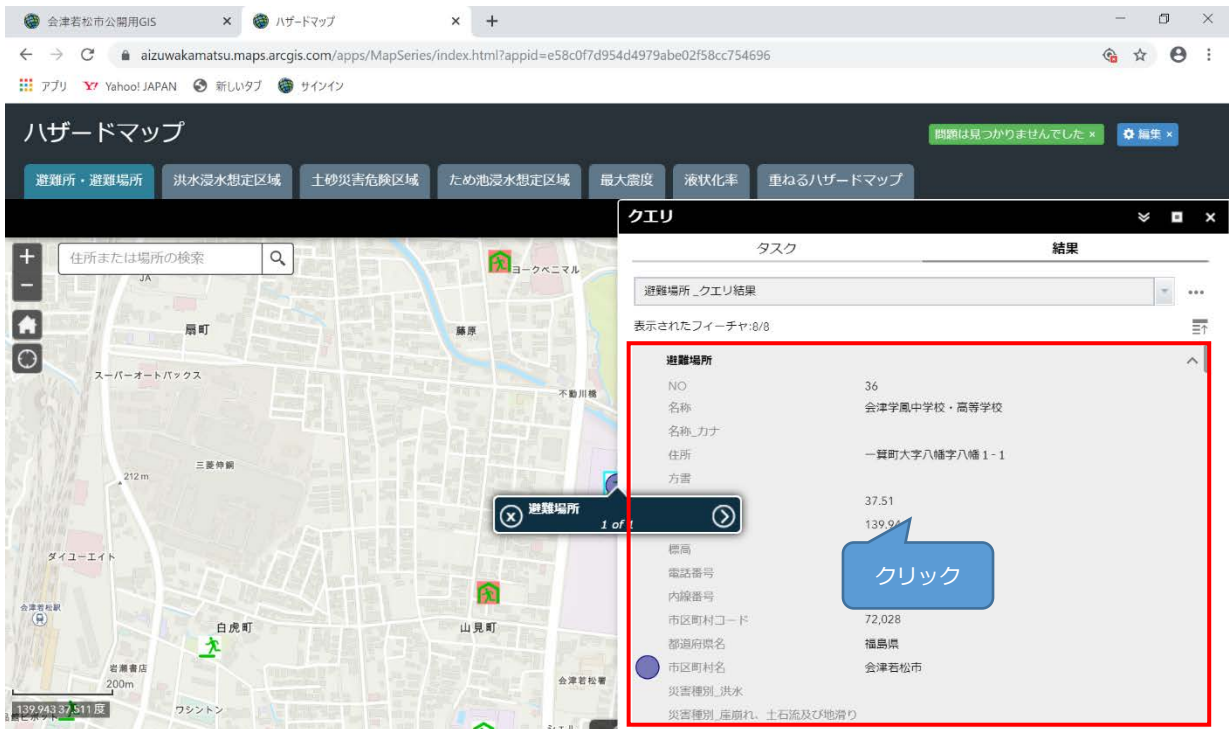 会津若松市公開用GIS
ハザードマップ
aizuwakamatsu.maps.arcgis.com/apps/MapSeries/index.html?appid=e58c0f7d954d4979abe02f58cc754696
アプリ Yahoo! JAPAN 新しいタブ サインイン
ハザードマップ
問題は見つかりませんでした ×
編集 ×
避難所・避難場所 洪水浸水想定区域 土砂災害危険区域 ため池浸水想定区域 最大震度 液状化率 重ねるハザードマップ
クエリ
タスク 結果
避難場所 _クエリ結果
表示されたフィーチャ:8/8
避難場所
NO 36
名称 会津学鳳中学校・高等学校
名称_カナ
住所 一箕町大字八幡字八幡１-１
方書
37.51
139.94
標高
電話番号
内線番号
市区町村コード 72,028
都道府県名 福島県
市区町村名 会津若松市
災害種別_洪水
災害種別_崖崩れ、土石流及び地滑り
クリック
住所または場所の検索
JA
ヨークベニマル
扇町
藤原
スーパーオートバックス
不動川橋
三菱伸銅
212 m
避難場所
1 of 1
ダイユーエイト
会津若松駅
白虎町
山見町
岩瀬書店
会津若松署
200m
139.943 37.511 度
ワシントン